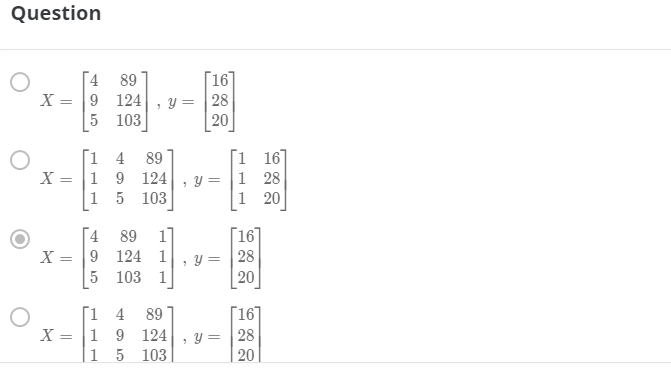 Question
X = [4 89; 9 124; 5 103], y = [16; 28; 20]
X = [1 4 89; 1 9 124; 1 5 103], y = [1 16; 1 28; 1 20]
X = [4 89 1; 9 124 1; 5 103 1], y = [16; 28; 20]
X = [1 4 89; 1 9 124; 1 5 103], y = [16; 28; 20]